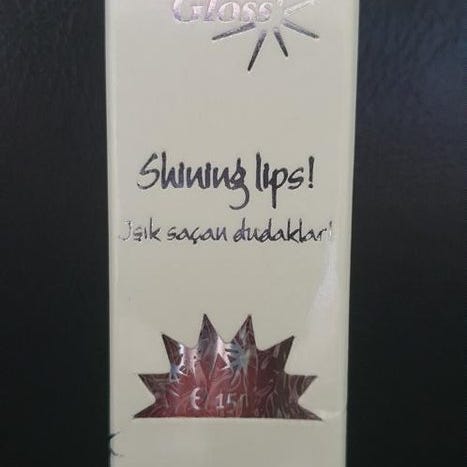 Gloss
Shining lips!
Işık saçan dudaklar!